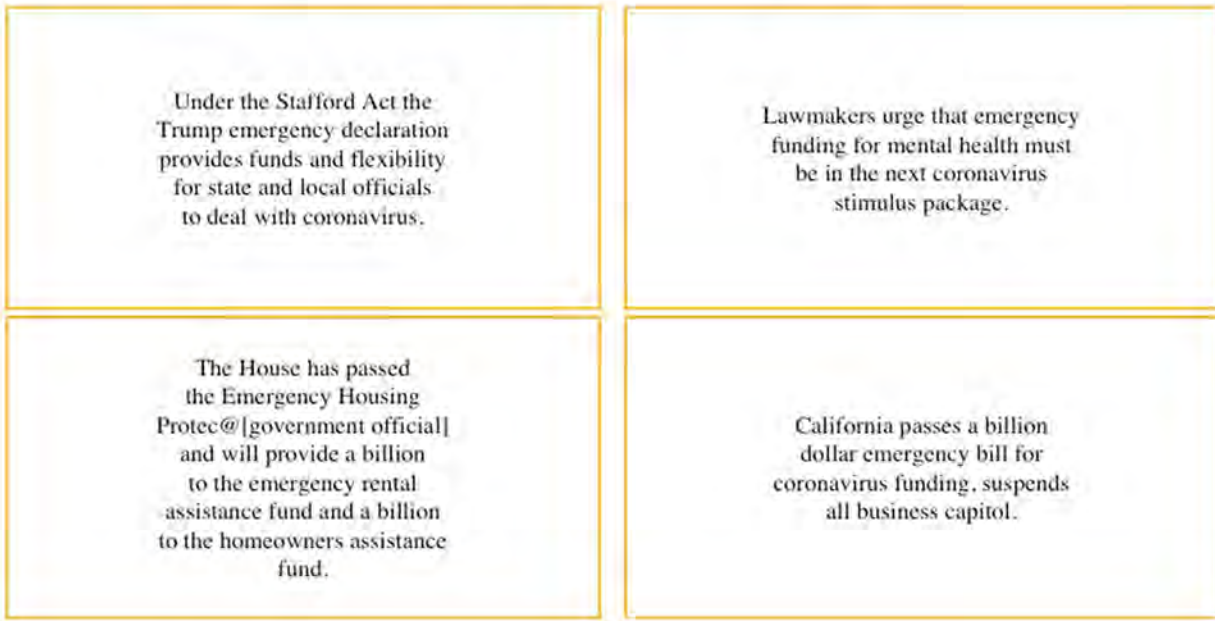 Under the Stafford Act the
Trump emergency declaration
provides funds and flexibility
for state and local officials
to deal with coronavirus.
Lawmakers urge that emergency
funding for mental health must
be in the next coronavirus
stimulus package.
The House has passed
the Emergency Housing
Protec@[government official]
and will provide a billion
to the emergency rental
assistance fund and a billion
to the homeowners assistance
fund.
California passes a billion
dollar emergency bill for
coronavirus funding, suspends
all business capitol.